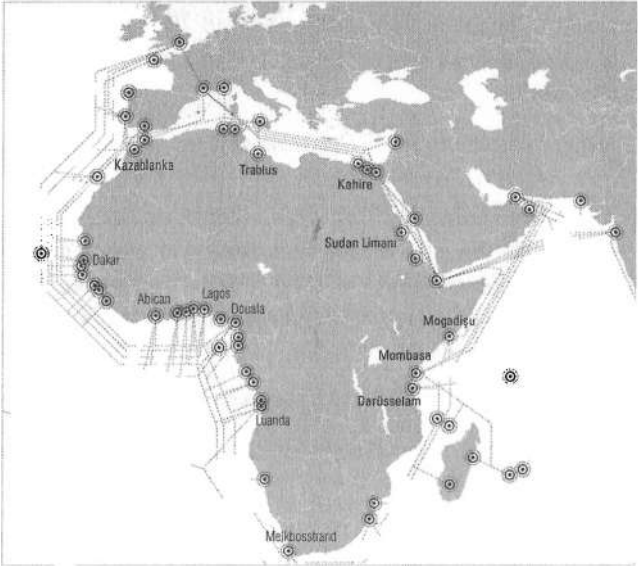 Kazablanka
Trablus
Kahire
Sudan Limanı
Dakar
Abican
Lagos
Douala
Mogadişu
Mombasa
Darüsselam
Luanda
Melkbosstrand